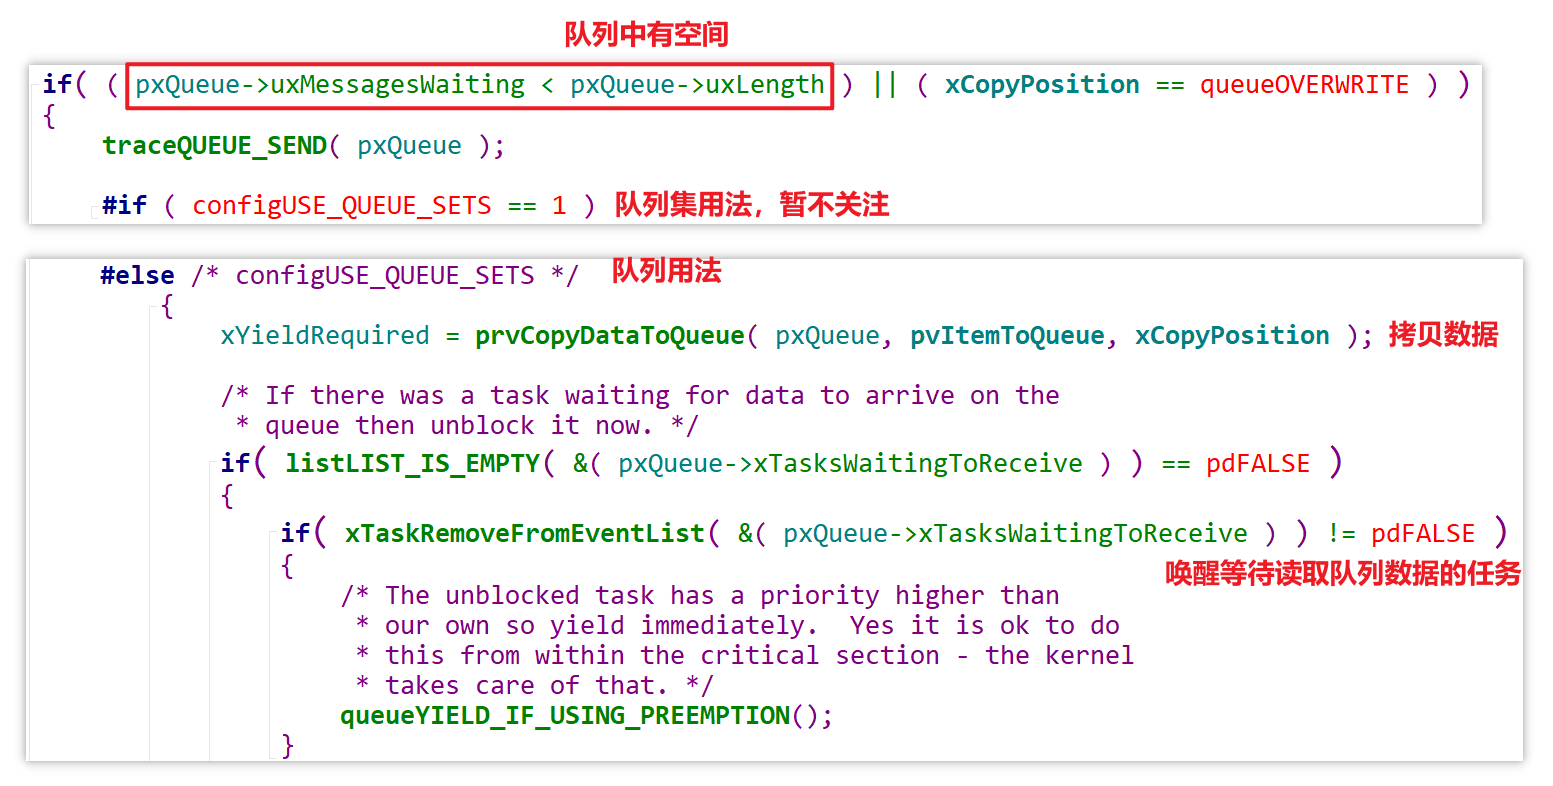 队列中有空间
if( ( pxQueue->uxMessagesWaiting < pxQueue->uxLength ) || ( xCopyPosition == queueOVERWRITE ) )
{
traceQUEUE_SEND( pxQueue );
#if ( configUSE_QUEUE_SETS == 1 ) 队列集用法，暂不关注
#else /* configUSE_QUEUE_SETS */ 队列用法
{
xYieldRequired = prvCopyDataToQueue( pxQueue, pvItemToQueue, xCopyPosition ); 拷贝数据
/* If there was a task waiting for data to arrive on the
* queue then unblock it now. */
if( listLIST_IS_EMPTY( &( pxQueue->xTasksWaitingToReceive ) ) == pdFALSE )
{
if( xTaskRemoveFromEventList( &( pxQueue->xTasksWaitingToReceive ) ) != pdFALSE )
{ 唤醒等待读取队列数据的任务
/* The unblocked task has a priority higher than
* our own so yield immediately.  Yes it is ok to do
* this from within the critical section - the kernel
* takes care of that. */
queueYIELD_IF_USING_PREEMPTION();
}